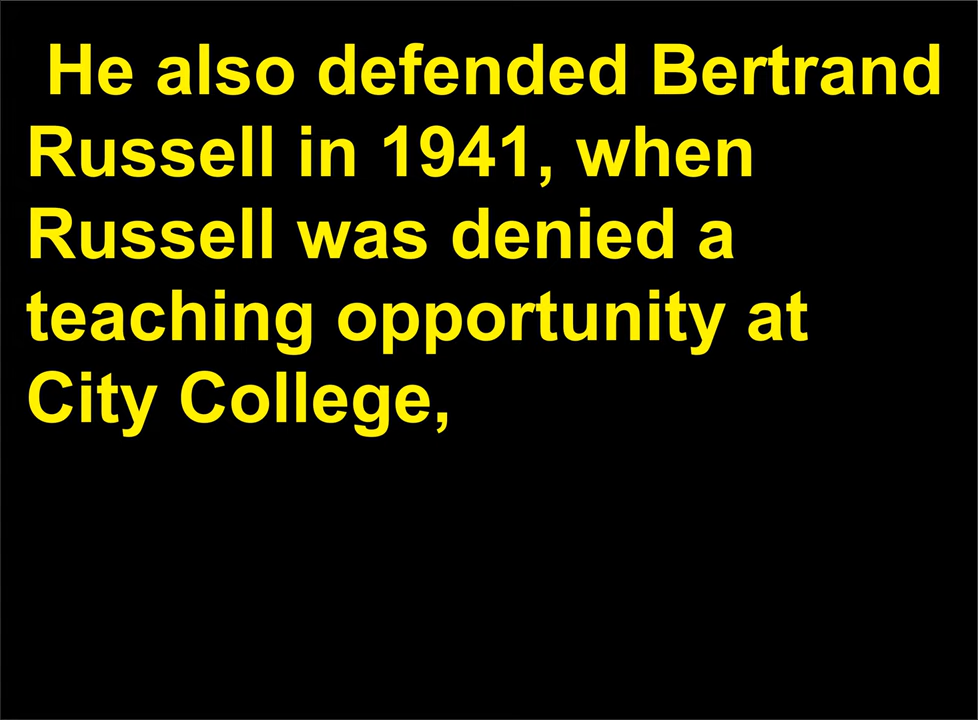 He also defended Bertrand
Russell in 1941, when
Russell was denied a
teaching opportunity at
City College,